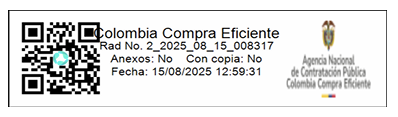 Colombia Compra Eficiente
Rad No. 2_2025_08_15_008317
Anexos: No    Con copia: No
Fecha: 15/08/2025 12:59:31
Agencia Nacional
de Contratación Pública
Colombia Compra Eficiente